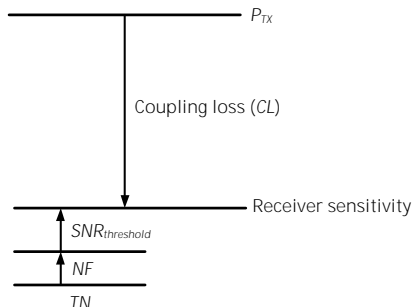 P_TX
Coupling loss (CL)
Receiver sensitivity
SNR_threshold
NF
TN